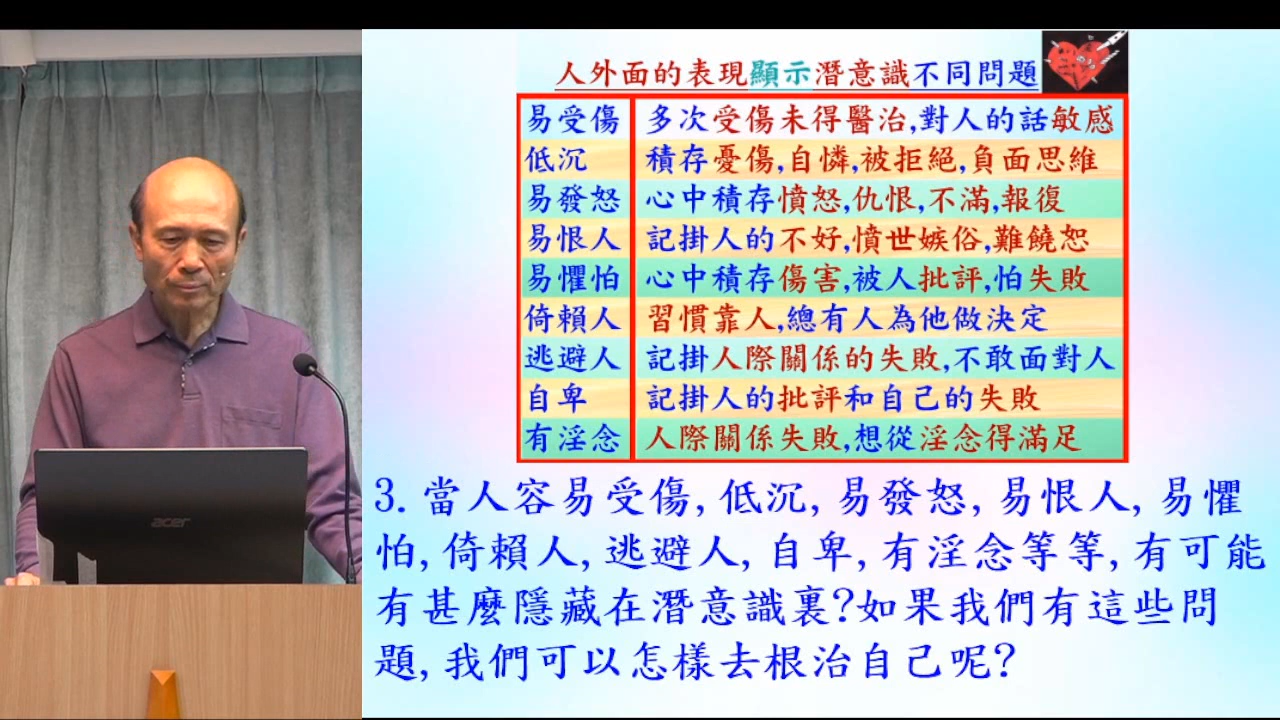 人外面的表現顯示潛意識不同問題
易受傷 多次受傷未得醫治,對人的話敏感
低沉 積存憂傷,自憐,被拒絕,負面思維
易發怒 心中積存憤怒,仇恨,不滿,報復
易恨人 記掛人的不好,憤世嫉俗,難饒恕
易懼怕 心中積存傷害,被人批評,怕失敗
倚賴人 習慣靠人,總有人為他做決定
逃避人 記掛人際關係的失敗,不敢面對人
自卑 記掛人的批評和自己的失敗
有淫念 人際關係失敗,想從淫念得滿足
3.當人容易受傷,低沉,易發怒,易恨人,易懼
怕,倚賴人,逃避人,自卑,有淫念等等,有可能
有甚麼隱藏在潛意識裏?如果我們有這些問
題,我們可以怎樣去根治自己呢?
acer